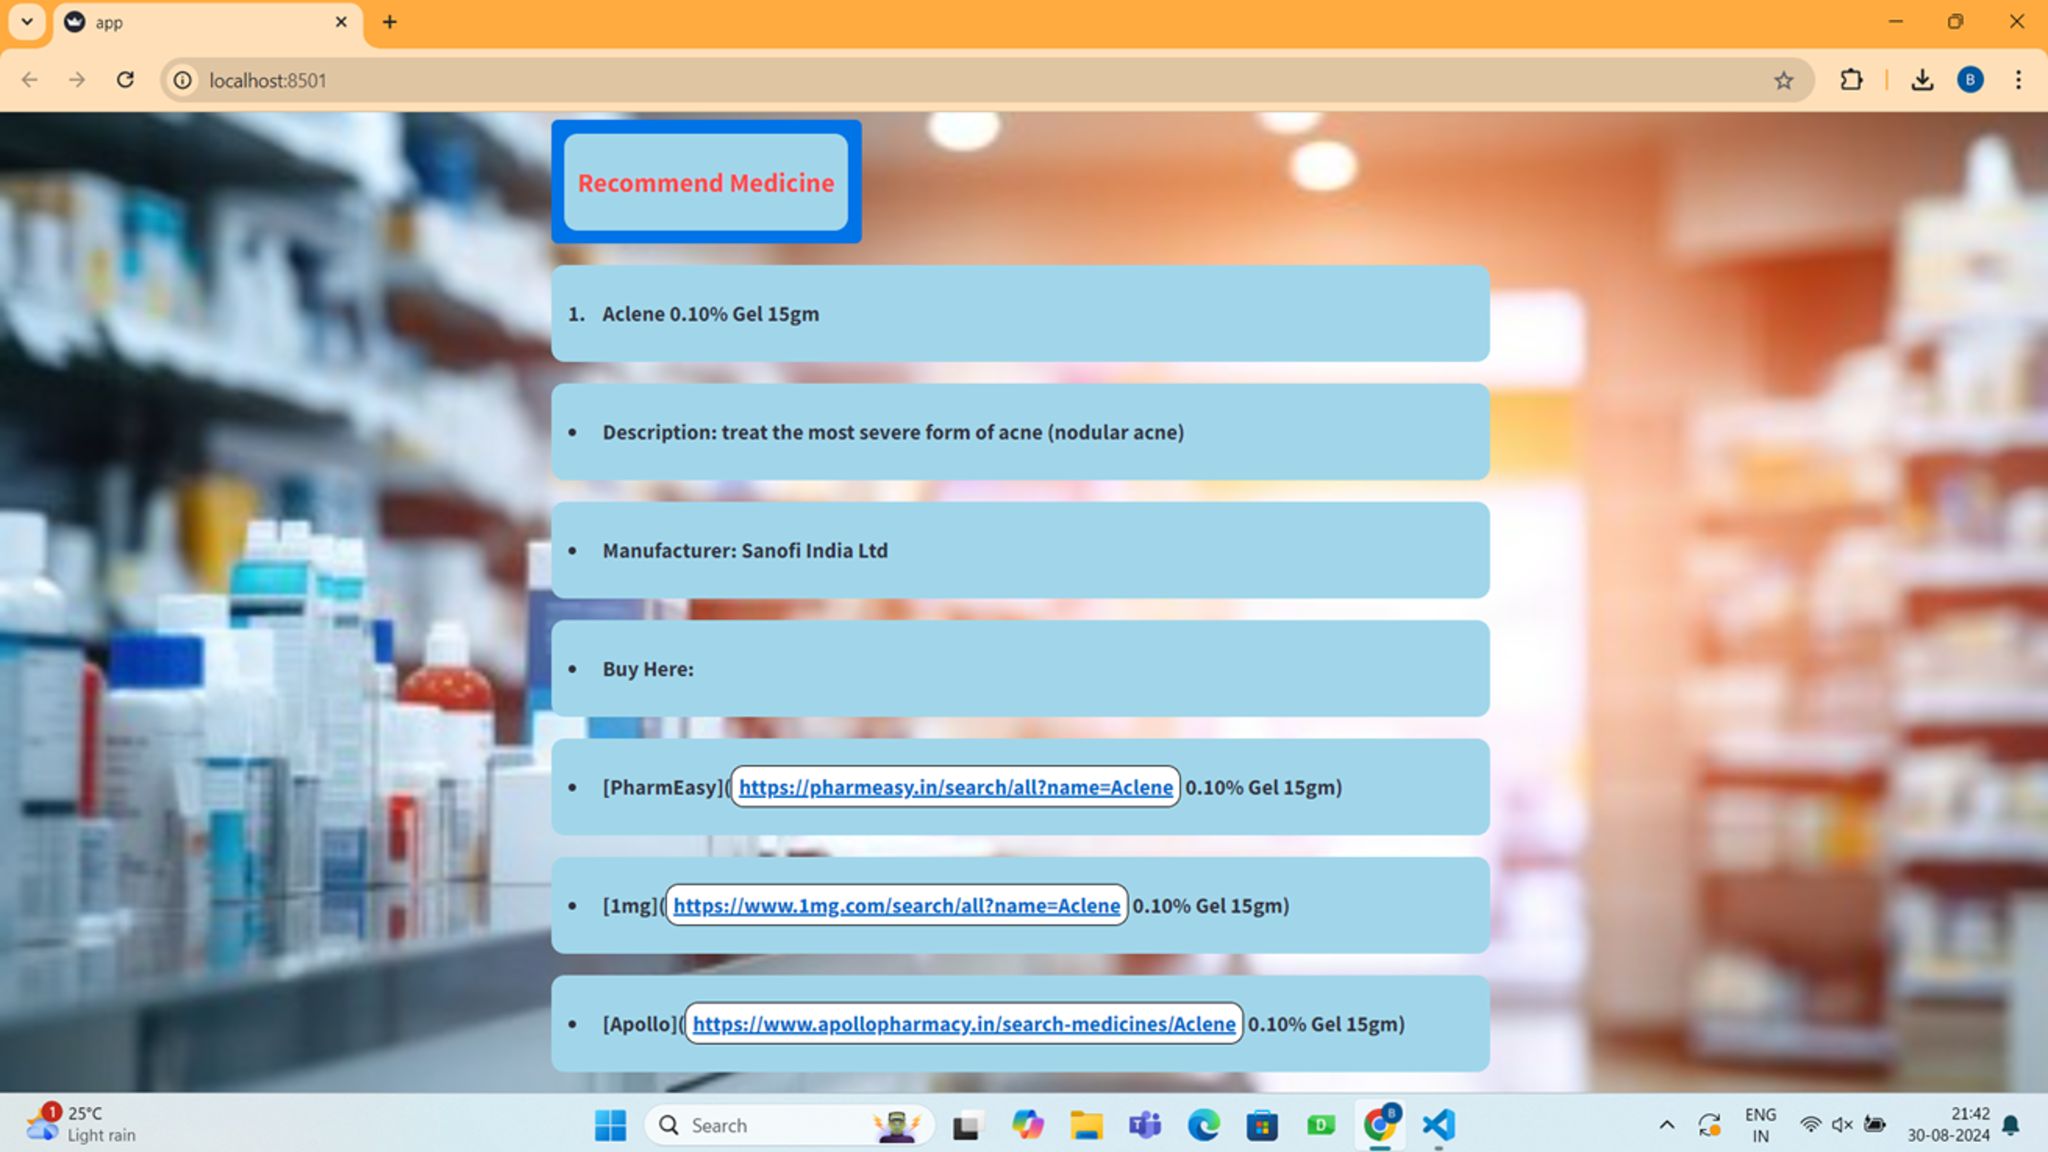 app
localhost:8501
B
Recommend Medicine
1. Aclene 0.10% Gel 15gm
• Description: treat the most severe form of acne (nodular acne)
• Manufacturer: Sanofi India Ltd
• Buy Here:
• [PharmEasy](https://pharmeasy.in/search/all?name=Aclene 0.10% Gel 15gm)
• [1mg](https://www.1mg.com/search/all?name=Aclene 0.10% Gel 15gm)
• [Apollo](https://www.apollopharmacy.in/search-medicines/Aclene 0.10% Gel 15gm)
1
25°C
Light rain
Search
T
D
B
ENG
IN
21:42
30-08-2024